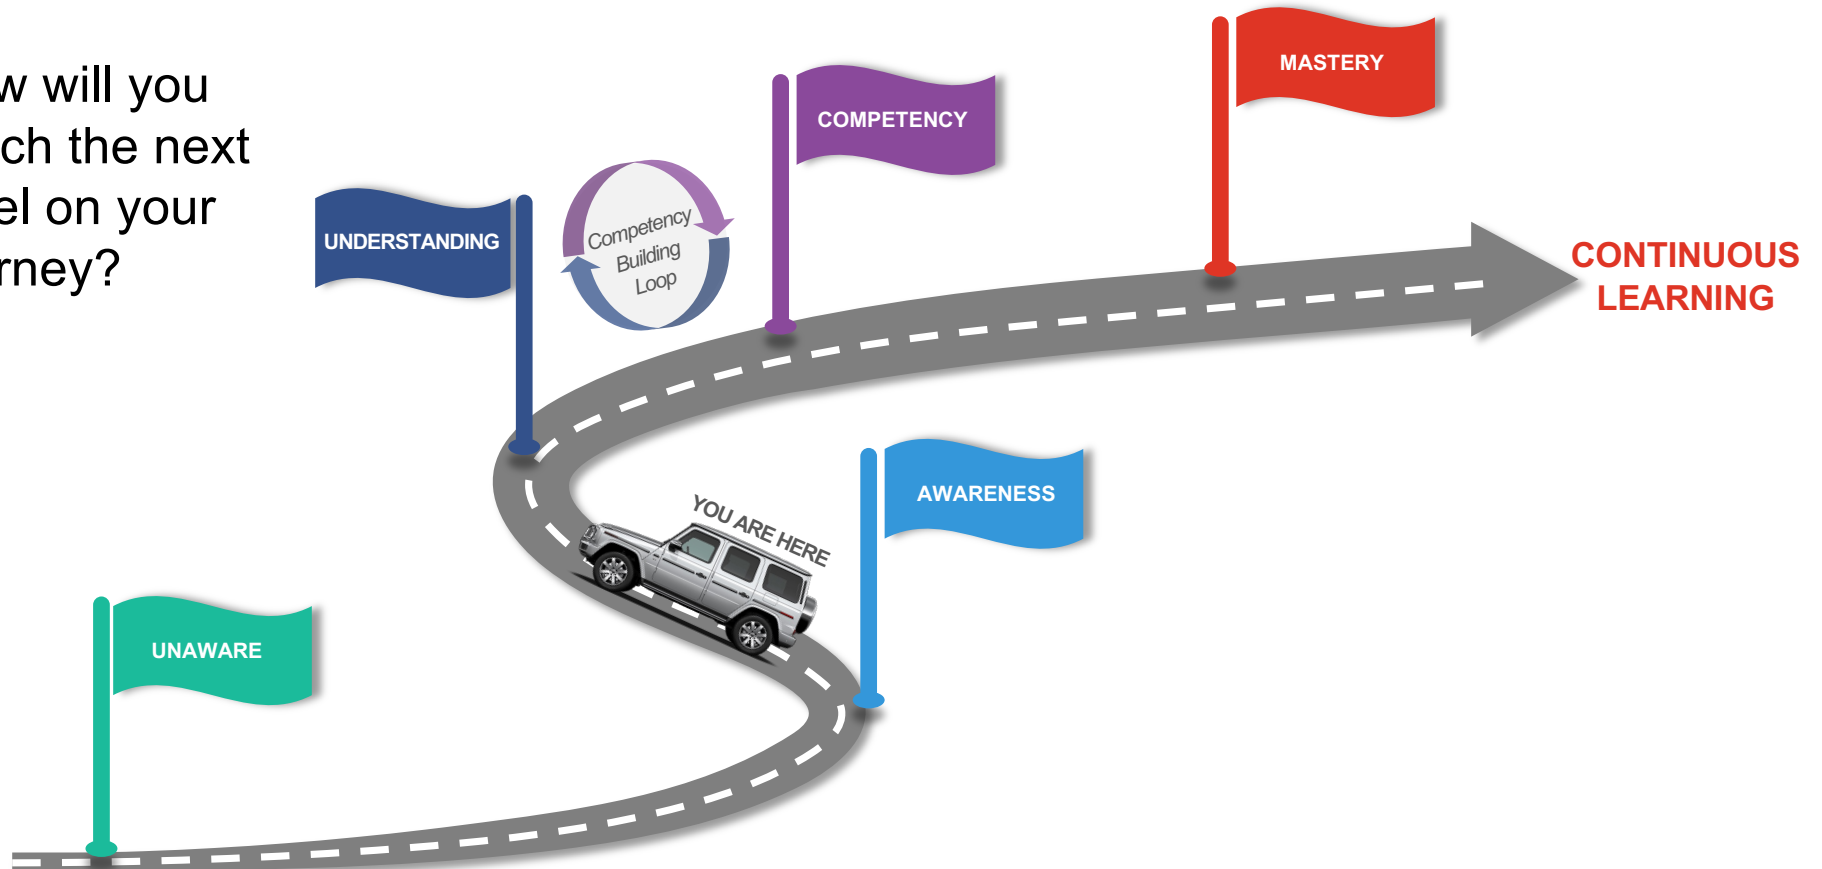 w will you
ch the next
el on your
rney?
MASTERY
COMPETENCY
UNDERSTANDING
Competency
Building
Loop
CONTINUOUS
LEARNING
AWARENESS
YOU ARE HERE
UNAWARE